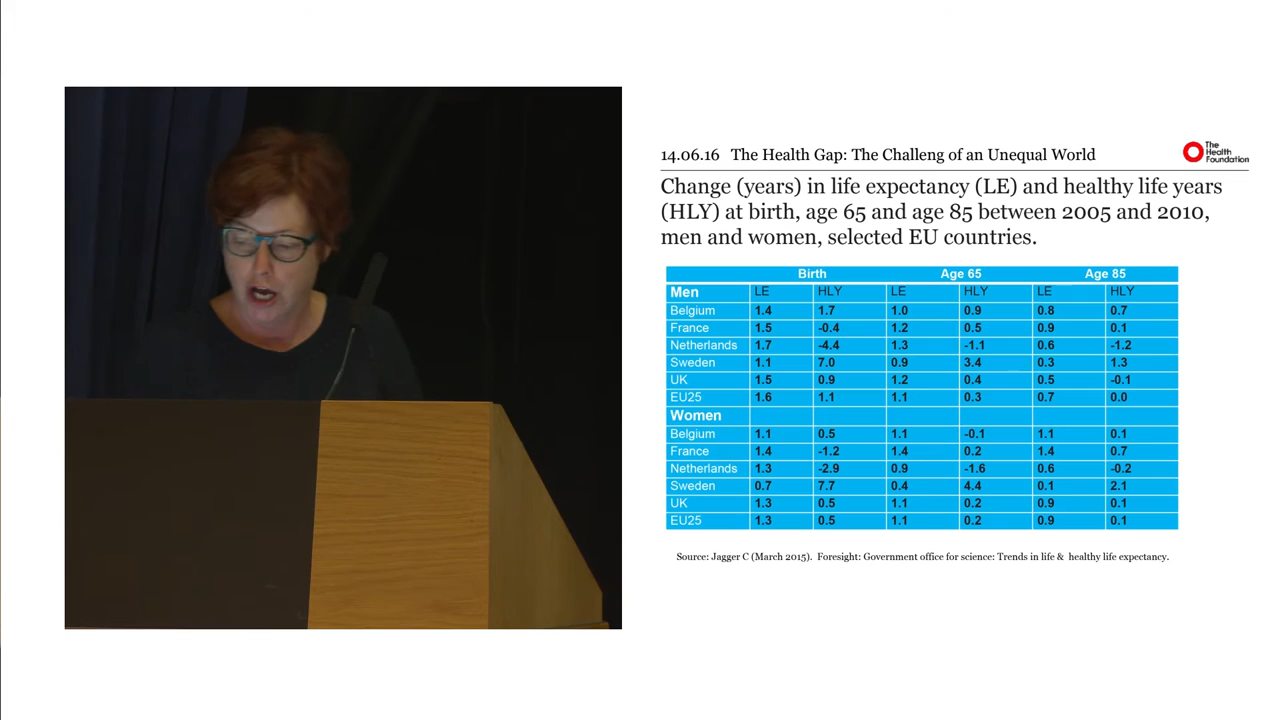 14.06.16 The Health Gap: The Challeng of an Unequal World
The
Health
Foundation
Change (years) in life expectancy (LE) and healthy life years
(HLY) at birth, age 65 and age 85 between 2005 and 2010,
men and women, selected EU countries.
Birth Age 65 Age 85
Men LE HLY LE HLY LE HLY
Belgium 1.4 1.7 1.0 0.9 0.8 0.7
France 1.5 -0.4 1.2 0.5 0.9 0.1
Netherlands 1.7 -4.4 1.3 -1.1 0.6 -1.2
Sweden 1.1 7.0 0.9 3.4 0.3 1.3
UK 1.5 0.9 1.2 0.4 0.5 -0.1
EU25 1.6 1.1 1.1 0.3 0.7 0.0
Women
Belgium 1.1 0.5 1.1 -0.1 1.1 0.1
France 1.4 -1.2 1.4 0.2 1.4 0.7
Netherlands 1.3 -2.9 0.9 -1.6 0.6 -0.2
Sweden 0.7 7.7 0.4 4.4 0.1 2.1
UK 1.3 0.5 1.1 0.2 0.9 0.1
EU25 1.3 0.5 1.1 0.2 0.9 0.1
Source: Jagger C (March 2015). Foresight: Government office for science: Trends in life & healthy life expectancy.